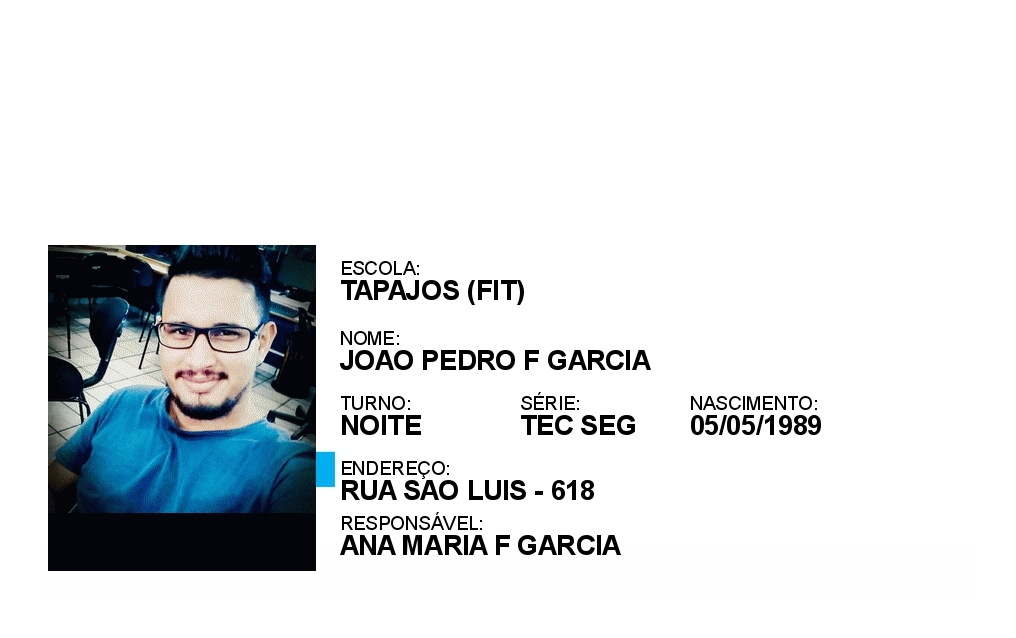 ESCOLA:
TAPAJOS (FIT)
NOME:
JOAO PEDRO F GARCIA
TURNO: SÉRIE: NASCIMENTO:
NOITE TEC SEG 05/05/1989
ENDEREÇO:
RUA SAO LUIS - 618
RESPONSÁVEL:
ANA MARIA F GARCIA